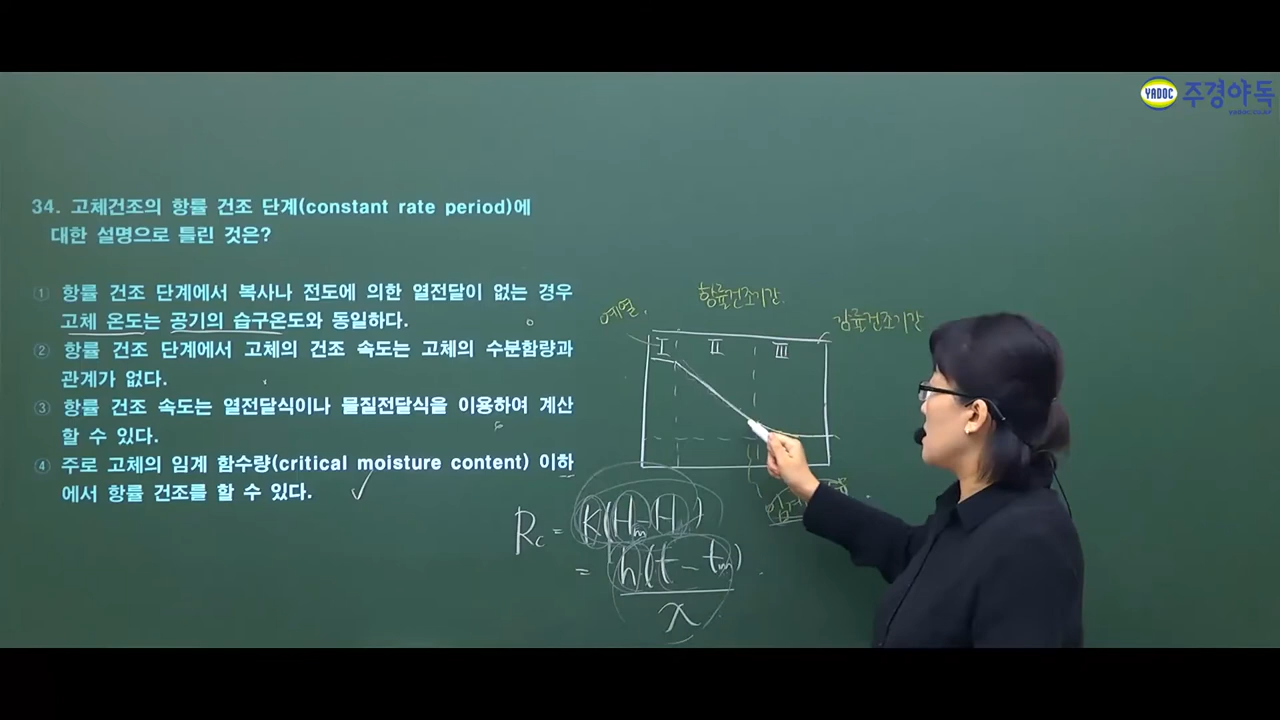 YADOC 주경야독
YADOC.CO.KR
34. 고체건조의 항률 건조 단계(constant rate period)에
대한 설명으로 틀린 것은?
① 항률 건조 단계에서 복사나 전도에 의한 열전달이 없는 경우
고체 온도는 공기의 습구온도와 동일하다.
② 항률 건조 단계에서 고체의 건조 속도는 고체의 수분함량과
관계가 없다.
③ 항률 건조 속도는 열전달식이나 물질전달식을 이용하여 계산
할 수 있다.
④ 주로 고체의 임계 함수량(critical moisture content) 이하
에서 항률 건조를 할 수 있다.
예열.
항률건조기간.
감률건조기간
I II III
Rc = K(Hm-H)
= h(t - tm)
λ